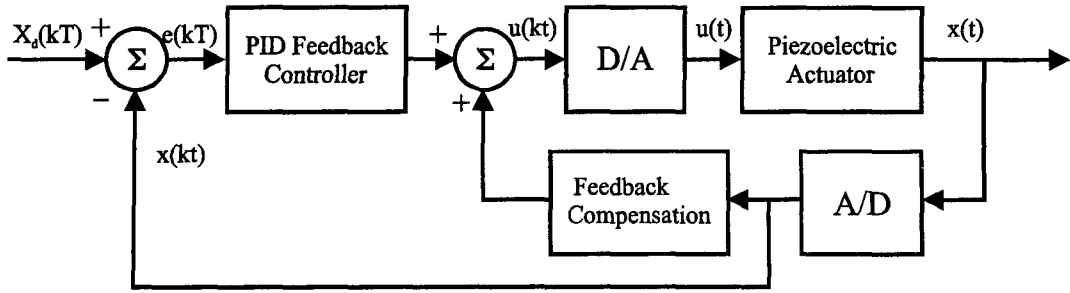 X_d(kT)
+
Σ
−
e(kT)
PID Feedback
Controller
+
Σ
+
u(kt)
D/A
u(t)
Piezoelectric
Actuator
x(t)
x(kt)
Feedback
Compensation
A/D